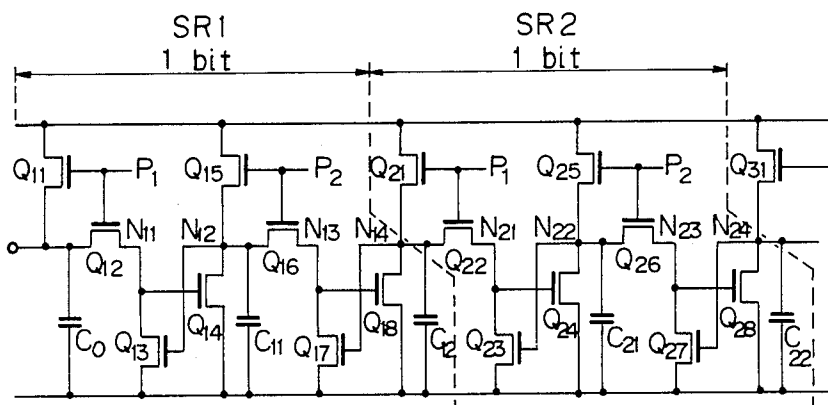 SR1 SR2
1 bit 1 bit
Q11 P1 Q15 P2 Q21 P1 Q25 P2 Q31
N11 N12 N13 N14 N21 N22 N23 N24
Q12 Q16 Q22 Q26
C0 Q13 Q14 C11 Q17 Q18 C12 Q23 Q24 C21 Q27 Q28 C22